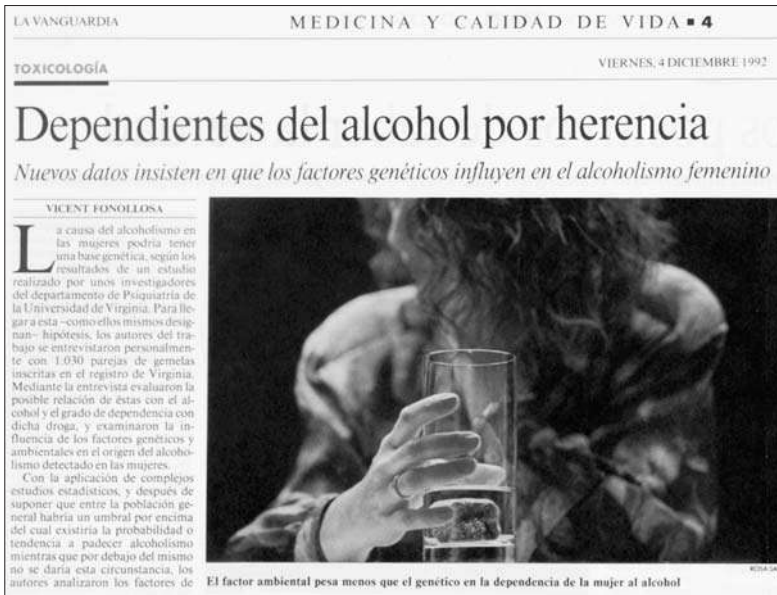 LA VANGUARDIA
MEDICINA Y CALIDAD DE VIDA ■ 4
TOXICOLOGÍA
VIERNES, 4 DICIEMBRE 1992
Dependientes del alcohol por herencia
Nuevos datos insisten en que los factores genéticos influyen en el alcoholismo femenino
VICENT FONOLLOSA
La causa del alcoholismo en
las mujeres podría tener
una base genética, según los
resultados de un estudio
realizado por unos investigadores
del departamento de Psiquiatría de
la Universidad de Virginia. Para lle-
gar a esta –como ellos mismos desig-
nan– hipótesis, los autores del tra-
bajo se entrevistaron personalmen-
te con 1.030 parejas de gemelas
inscritas en el registro de Virginia.
Mediante la entrevista evaluaron la
posible relación de éstas con el al-
cohol y el grado de dependencia con
dicha droga, y examinaron la in-
fluencia de los factores genéticos y
ambientales en el origen del alcoho-
lismo detectado en las mujeres.
Con la aplicación de complejos
estudios estadísticos, y después de
suponer que entre la población ge-
neral habría un umbral por encima
del cual existiría la probabilidad o
tendencia a padecer alcoholismo
mientras que por debajo del mismo
no se daría esta circunstancia, los
autores analizaron los factores de
El factor ambiental pesa menos que el genético en la dependencia de la mujer al alcohol
ROSA